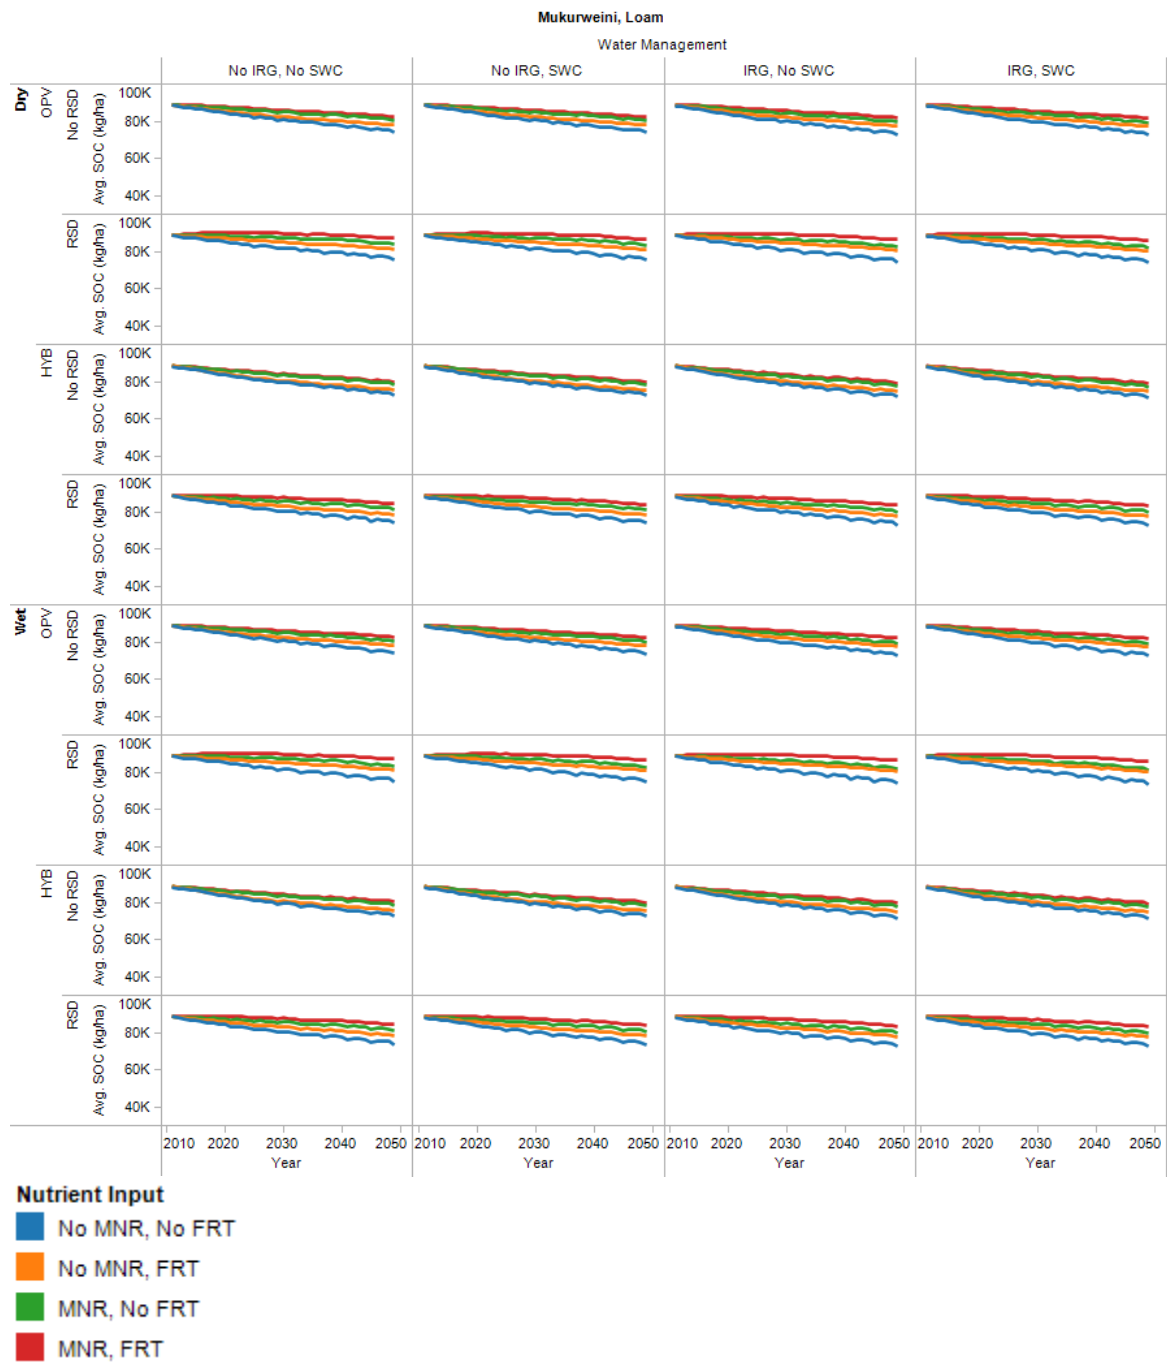 Mukurweini, Loam
Water Management
No IRG, No SWC
No IRG, SWC
IRG, No SWC
IRG, SWC
Dry
OPV
No RSD
Avg. SOC (kg/ha)
100K
80K
60K
40K
RSD
Avg. SOC (kg/ha)
100K
80K
60K
40K
HYB
No RSD
Avg. SOC (kg/ha)
100K
80K
60K
40K
RSD
Avg. SOC (kg/ha)
100K
80K
60K
40K
Wet
OPV
No RSD
Avg. SOC (kg/ha)
100K
80K
60K
40K
RSD
Avg. SOC (kg/ha)
100K
80K
60K
40K
HYB
No RSD
Avg. SOC (kg/ha)
100K
80K
60K
40K
RSD
Avg. SOC (kg/ha)
100K
80K
60K
40K
2010 2020 2030 2040 2050 2010 2020 2030 2040 2050 2010 2020 2030 2040 2050 2010 2020 2030 2040 2050
Year Year Year Year
Nutrient Input
No MNR, No FRT
No MNR, FRT
MNR, No FRT
MNR, FRT